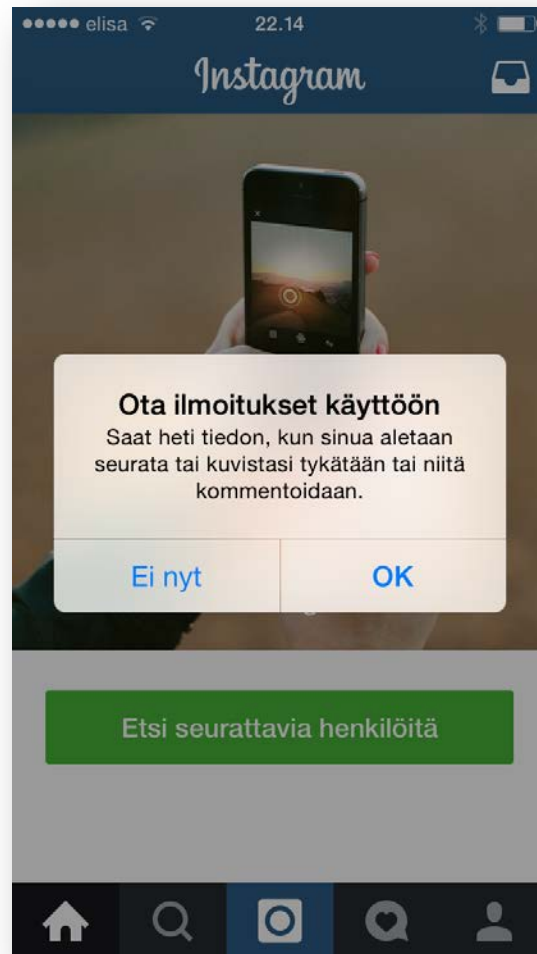 elisa 22.14
Instagram
Ota ilmoitukset käyttöön
Saat heti tiedon, kun sinua aletaan
seurata tai kuvistasi tykätään tai niitä
kommentoidaan.
Ei nyt OK
Etsi seurattavia henkilöitä